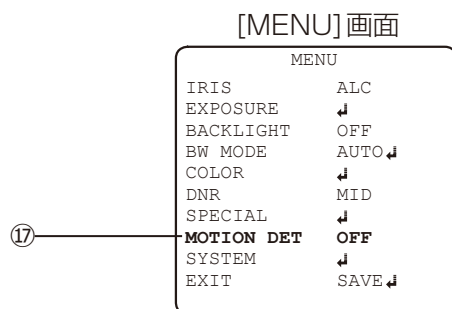 [MENU]画面
MENU
IRIS ALC
EXPOSURE ↲
BACKLIGHT OFF
BW MODE AUTO↲
COLOR ↲
DNR MID
SPECIAL ↲
⑰ MOTION DET OFF
SYSTEM ↲
EXIT SAVE↲